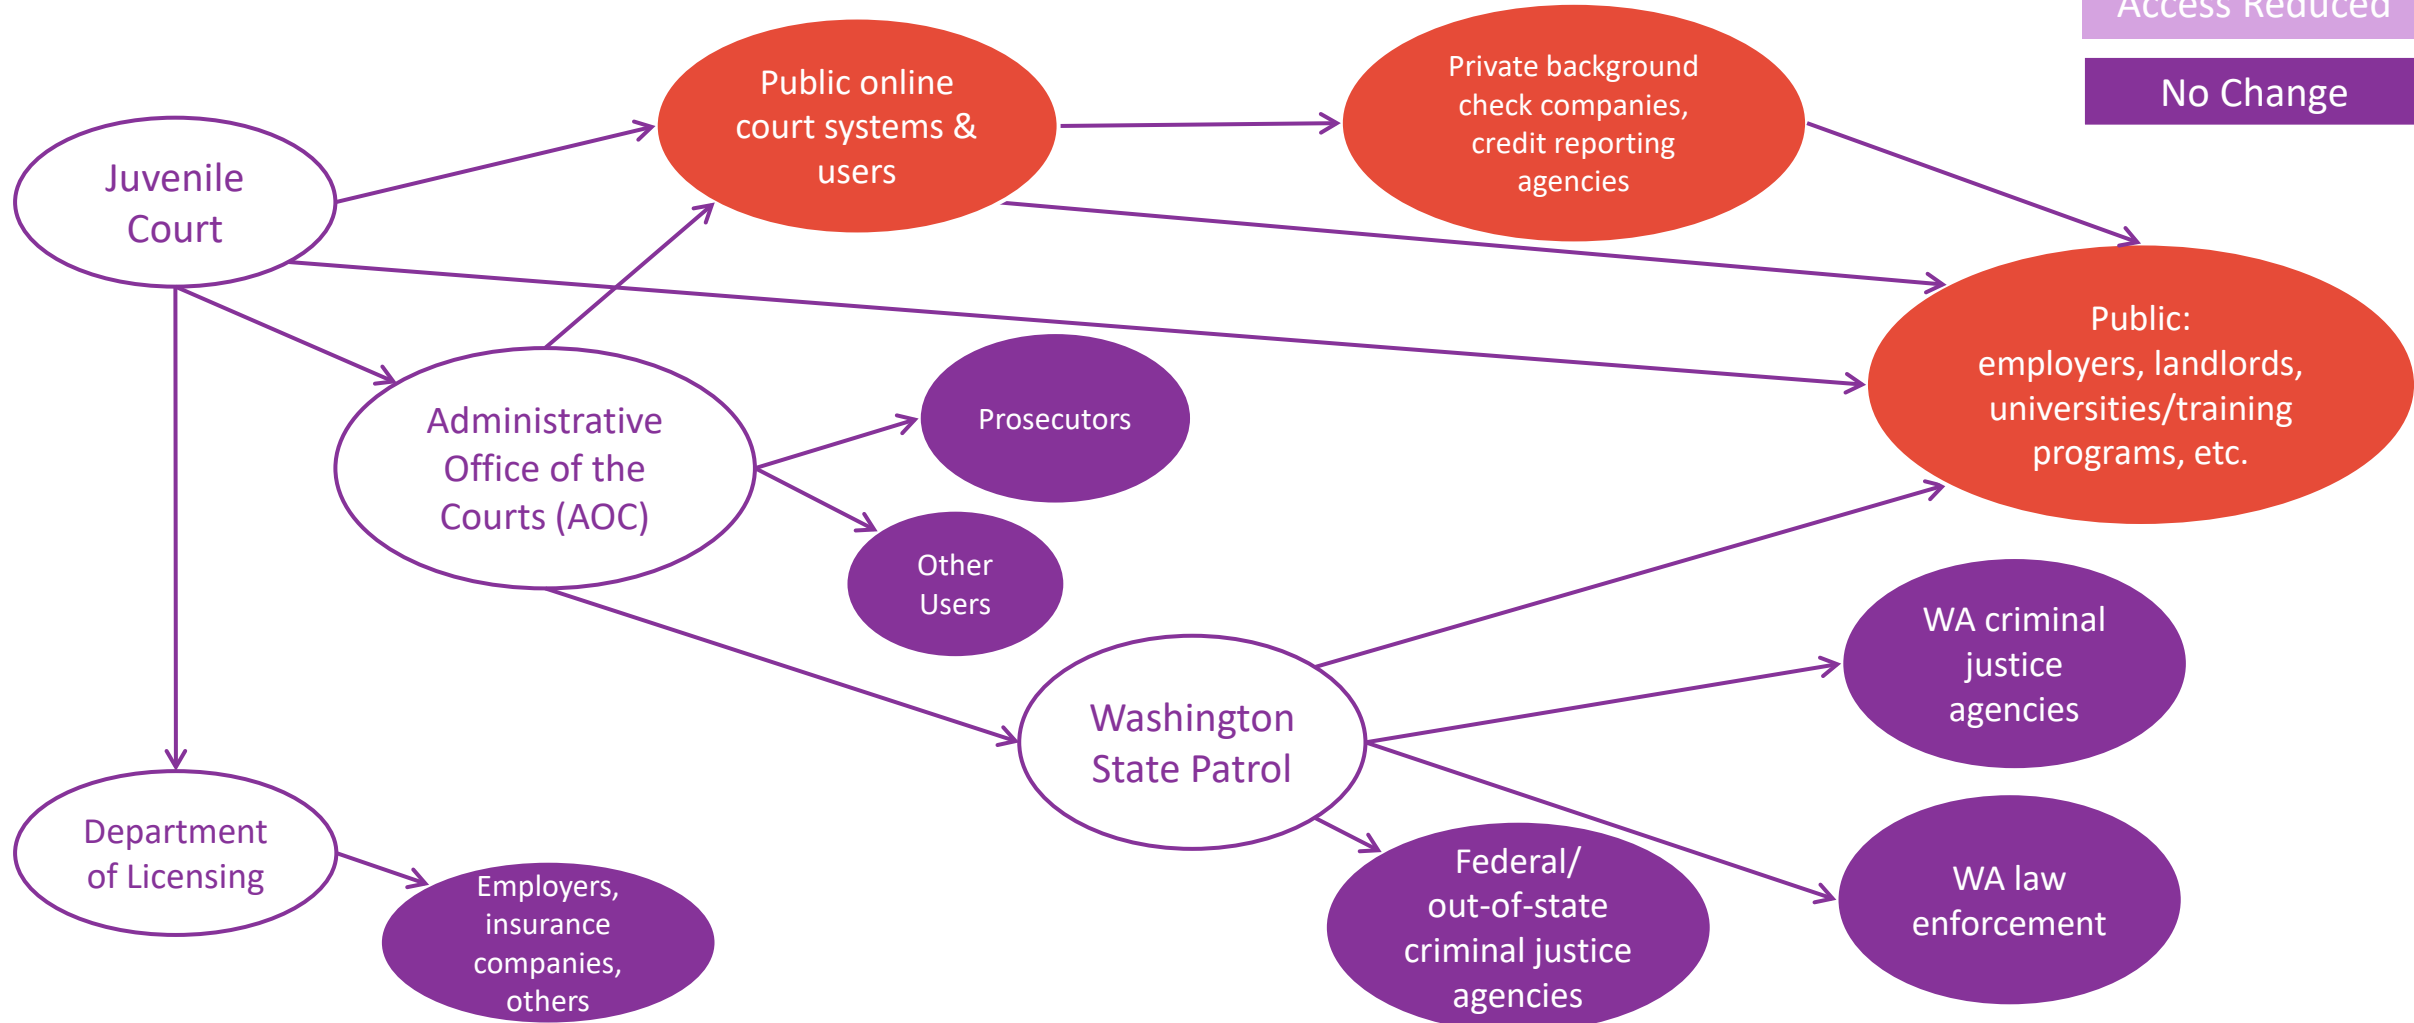 Access Reduced
No Change
Public online
court systems &
users
Private background
check companies,
credit reporting
agencies
Juvenile
Court
Public:
employers, landlords,
universities/training
programs, etc.
Administrative
Office of the
Courts (AOC)
Prosecutors
Other
Users
WA criminal
justice
agencies
Washington
State Patrol
Department
of Licensing
Employers,
insurance
companies,
others
Federal/
out-of-state
criminal justice
agencies
WA law
enforcement